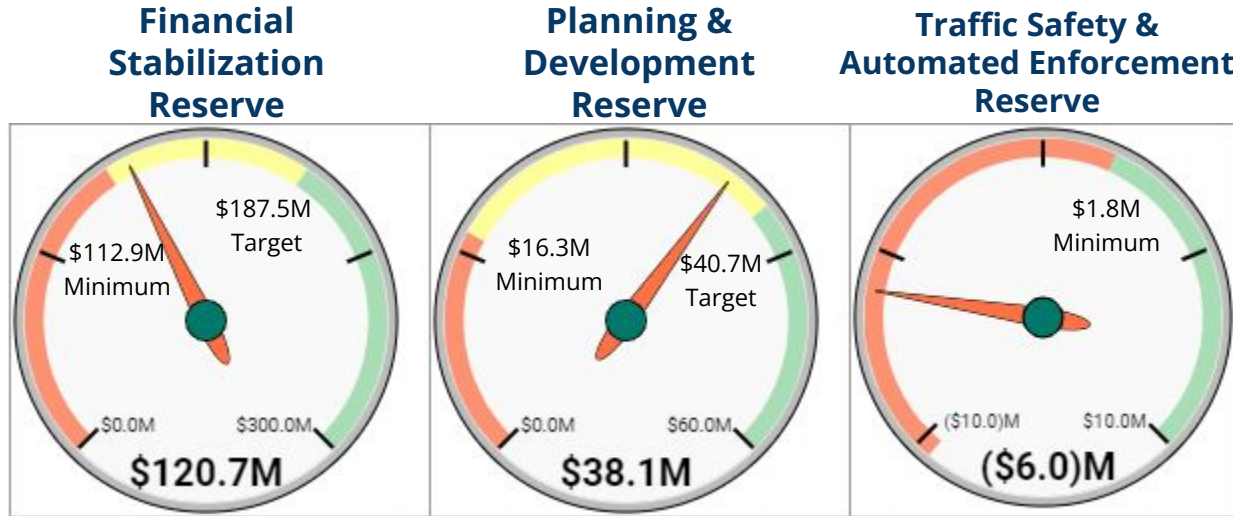 Financial
Stabilization
Reserve
Planning &
Development
Reserve
Traffic Safety &
Automated Enforcement
Reserve
$187.5M
Target
$112.9M
Minimum
$0.0M
$300.0M
$120.7M
$16.3M
Minimum
$40.7M
Target
$0.0M
$60.0M
$38.1M
$1.8M
Minimum
($10.0)M
$10.0M
($6.0)M